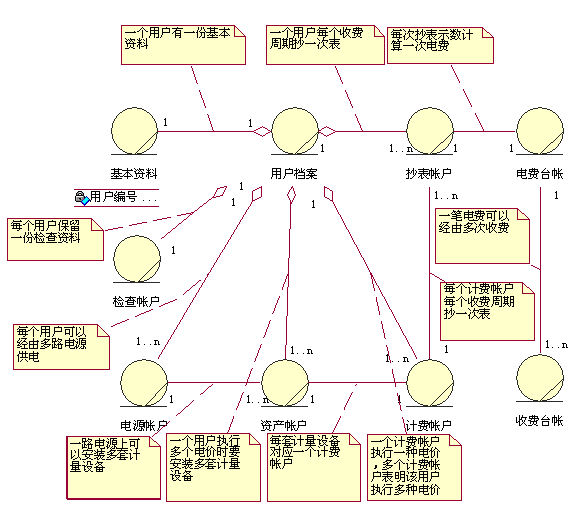 一个用户有一份基本
资料
一个用户每个收费
周期抄一次表
每次抄表示数计
算一次电费
1
1
1
1..n
1
1
基本资料
用户档案
抄表帐户
电费台帐
用户编号 ...
1
1
1
1..n
1
每个用户保留
一份检查资料
1
一笔电费可以
经由多次收费
检查帐户
每个计费帐户
每个收费周期
抄一次表
每个用户可以
经由多路电源
供电
1..n
1..n
1..n
1
1..n
1
1
1
1
电源帐户
资产帐户
计费帐户
收费台帐
一路电源上可
以安装多套计
量设备
一个用户执行
多个电价时要
安装多套计量
设备
每套计量设备
对应一个计费
帐户
一个计费帐户
执行一种电价
，多个计费帐
户表明该用户
执行多种电价